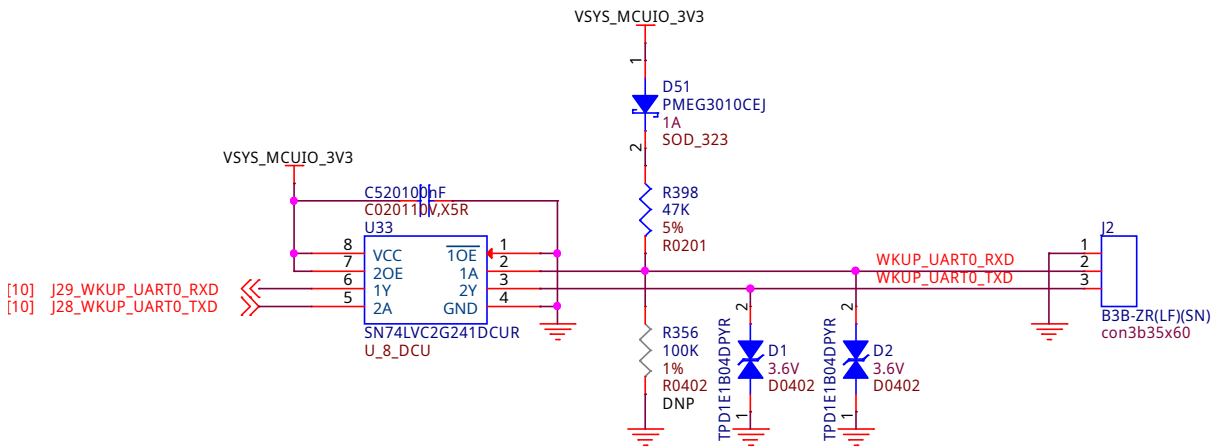 VSYS_MCUIO_3V3
1
D51
PMEG3010CEJ
1A
SOD_323
2
VSYS_MCUIO_3V3
C520100nF
C020110V,X5R
U33
R398
47K
5%
R0201
8 VCC 1OE 1
7 2OE 1A 2
6 1Y 2Y 3
5 2A GND 4
[10] J29_WKUP_UART0_RXD
[10] J28_WKUP_UART0_TXD
SN74LVC2G241DCUR
U_8_DCU
WKUP_UART0_RXD
WKUP_UART0_TXD
J2
1
2
3
B3B-ZR(LF)(SN)
con3b35x60
R356
100K
1%
R0402
DNP
TPD1E1B04DPYR
2
D1
3.6V
D0402
1
TPD1E1B04DPYR
2
D2
3.6V
D0402
1